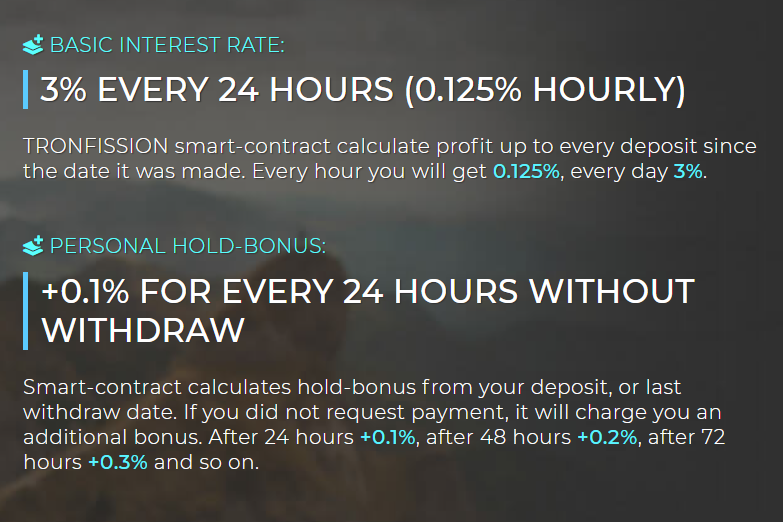 BASIC INTEREST RATE:
3% EVERY 24 HOURS (0.125% HOURLY)
TRONFISSION smart-contract calculate profit up to every deposit since
the date it was made. Every hour you will get 0.125%, every day 3%.
PERSONAL HOLD-BONUS:
+0.1% FOR EVERY 24 HOURS WITHOUT
WITHDRAW
Smart-contract calculates hold-bonus from your deposit, or last
withdraw date. If you did not request payment, it will charge you an
additional bonus. After 24 hours +0.1%, after 48 hours +0.2%, after 72
hours +0.3% and so on.